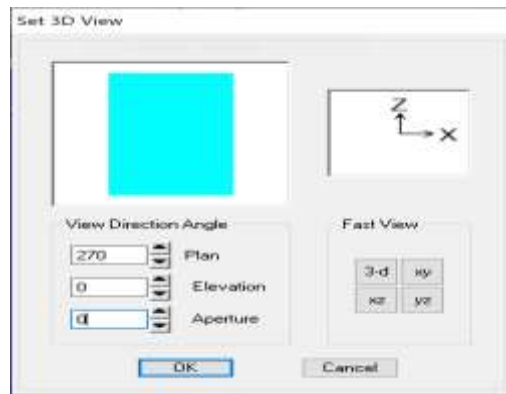 Set 3D View
Z
X
View Direction Angle
270 Plan
0 Elevation
0 Aperture
Fast View
3-d xy
xz yz
OK Cancel